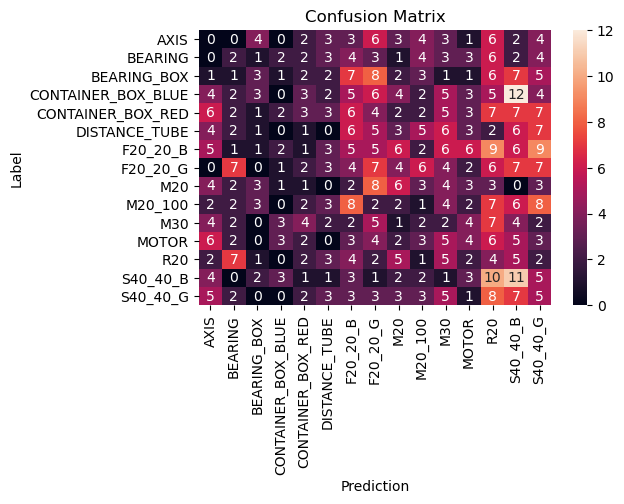 Confusion Matrix
AXIS 0 0 4 0 2 3 3 6 3 4 3 1 6 2 4
BEARING 0 2 1 2 2 3 4 3 1 4 3 3 6 2 4
BEARING_BOX 1 1 3 1 2 2 7 8 2 3 1 1 6 7 5
CONTAINER_BOX_BLUE 4 2 3 0 3 2 5 6 4 2 5 3 5 12 4
CONTAINER_BOX_RED 6 2 1 2 3 3 6 4 2 2 5 3 7 7 7
DISTANCE_TUBE 4 2 1 0 1 0 6 5 3 5 6 3 2 6 7
F20_20_B 5 1 1 2 1 3 5 5 6 2 6 6 9 6 9
F20_20_G 0 7 0 1 2 3 4 7 4 6 4 2 6 7 7
M20 4 2 3 1 1 0 2 8 6 3 4 3 3 0 3
M20_100 2 2 3 0 2 3 8 2 2 1 4 2 7 6 8
M30 4 2 0 3 4 2 2 5 1 2 2 4 7 4 2
MOTOR 6 2 0 3 2 0 3 4 2 3 5 4 6 5 3
R20 2 7 1 0 2 3 4 2 5 1 5 2 4 5 2
S40_40_B 4 0 2 3 1 1 3 1 2 2 1 3 10 11 5
S40_40_G 5 2 0 0 2 3 3 3 3 3 5 1 8 7 5
AXIS
BEARING
BEARING_BOX
CONTAINER_BOX_BLUE
CONTAINER_BOX_RED
DISTANCE_TUBE
F20_20_B
F20_20_G
M20
M20_100
M30
MOTOR
R20
S40_40_B
S40_40_G
Label
Prediction
12
10
8
6
4
2
0